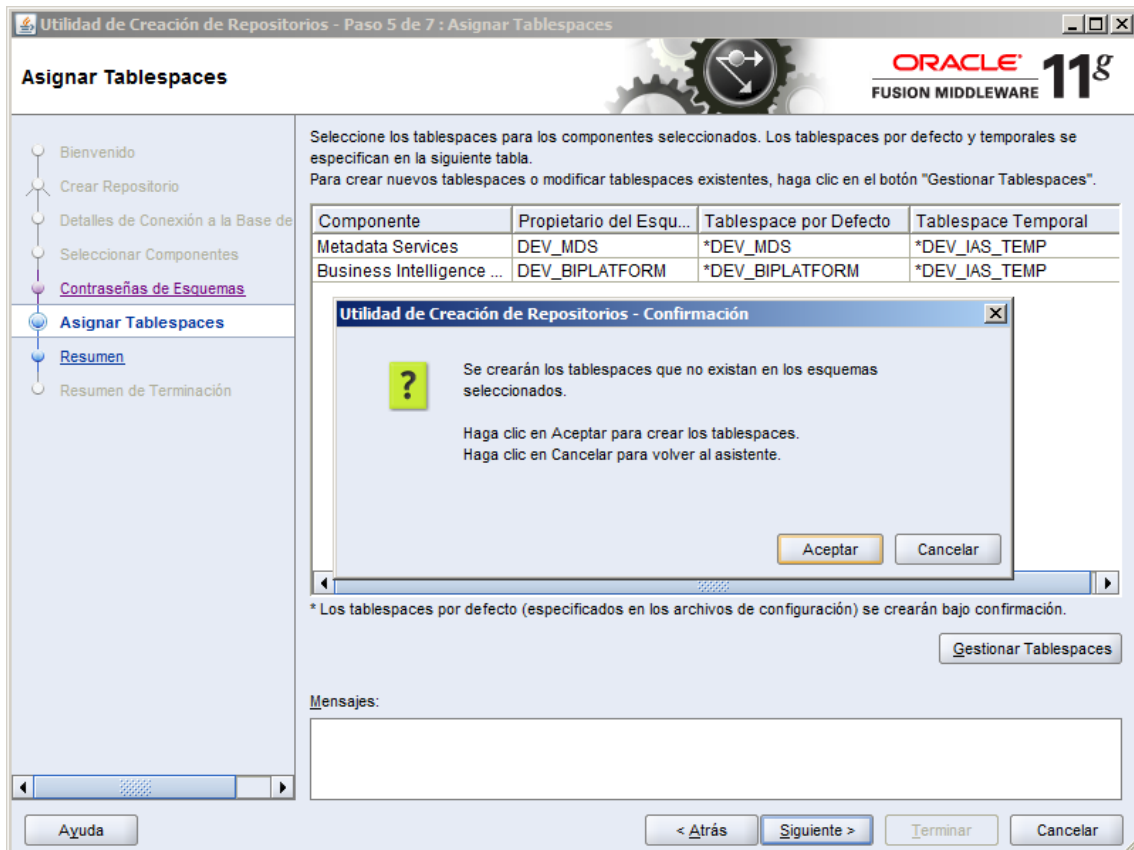 Utilidad de Creación de Repositorios - Paso 5 de 7 : Asignar Tablespaces
Asignar Tablespaces
ORACLE
FUSION MIDDLEWARE
11g
Bienvenido
Crear Repositorio
Detalles de Conexión a la Base de
Seleccionar Componentes
Contraseñas de Esquemas
Asignar Tablespaces
Resumen
Resumen de Terminación
Seleccione los tablespaces para los componentes seleccionados. Los tablespaces por defecto y temporales se
especifican en la siguiente tabla.
Para crear nuevos tablespaces o modificar tablespaces existentes, haga clic en el botón "Gestionar Tablespaces".
Componente Propietario del Esqu... Tablespace por Defecto Tablespace Temporal
Metadata Services DEV_MDS *DEV_MDS *DEV_IAS_TEMP
Business Intelligence ... DEV_BIPLATFORM *DEV_BIPLATFORM *DEV_IAS_TEMP
Utilidad de Creación de Repositorios - Confirmación
?
Se crearán los tablespaces que no existan en los esquemas
seleccionados.
Haga clic en Aceptar para crear los tablespaces.
Haga clic en Cancelar para volver al asistente.
Aceptar Cancelar
* Los tablespaces por defecto (especificados en los archivos de configuración) se crearán bajo confirmación.
Gestionar Tablespaces
Mensajes:
Ayuda < Atrás Siguiente > Terminar Cancelar